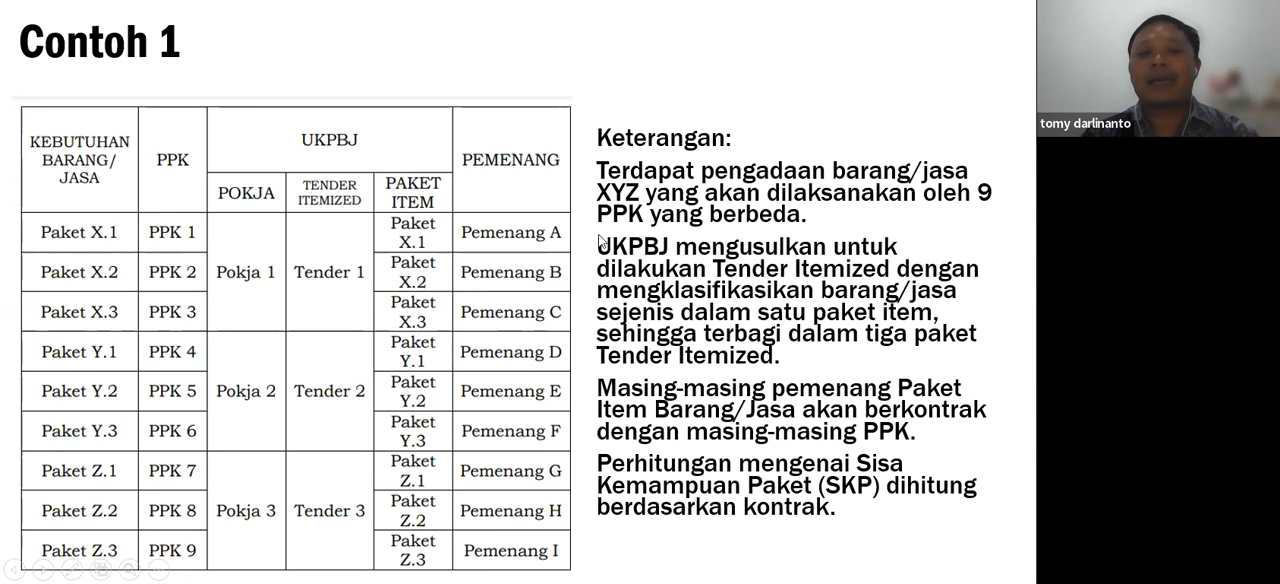 Contoh 1
KEBUTUHAN
BARANG/
JASA
PPK
UKPBJ
PEMENANG
POKJA
TENDER
ITEMIZED
PAKET
ITEM
Paket X.1
PPK 1
Pokja 1
Tender 1
Paket
X.1
Pemenang A
Paket X.2
PPK 2
Paket
X.2
Pemenang B
Paket X.3
PPK 3
Paket
X.3
Pemenang C
Paket Y.1
PPK 4
Pokja 2
Tender 2
Paket
Y.1
Pemenang D
Paket Y.2
PPK 5
Paket
Y.2
Pemenang E
Paket Y.3
PPK 6
Paket
Y.3
Pemenang F
Paket Z.1
PPK 7
Pokja 3
Tender 3
Paket
Z.1
Pemenang G
Paket Z.2
PPK 8
Paket
Z.2
Pemenang H
Paket Z.3
PPK 9
Paket
Z.3
Pemenang I
Keterangan:
Terdapat pengadaan barang/jasa
XYZ yang akan dilaksanakan oleh 9
PPK yang berbeda.
UKPBJ mengusulkan untuk
dilakukan Tender Itemized dengan
mengklasifikasikan barang/jasa
sejenis dalam satu paket item,
sehingga terbagi dalam tiga paket
Tender Itemized.
Masing-masing pemenang Paket
Item Barang/Jasa akan berkontrak
dengan masing-masing PPK.
Perhitungan mengenai Sisa
Kemampuan Paket (SKP) dihitung
berdasarkan kontrak.
tomy darlinanto